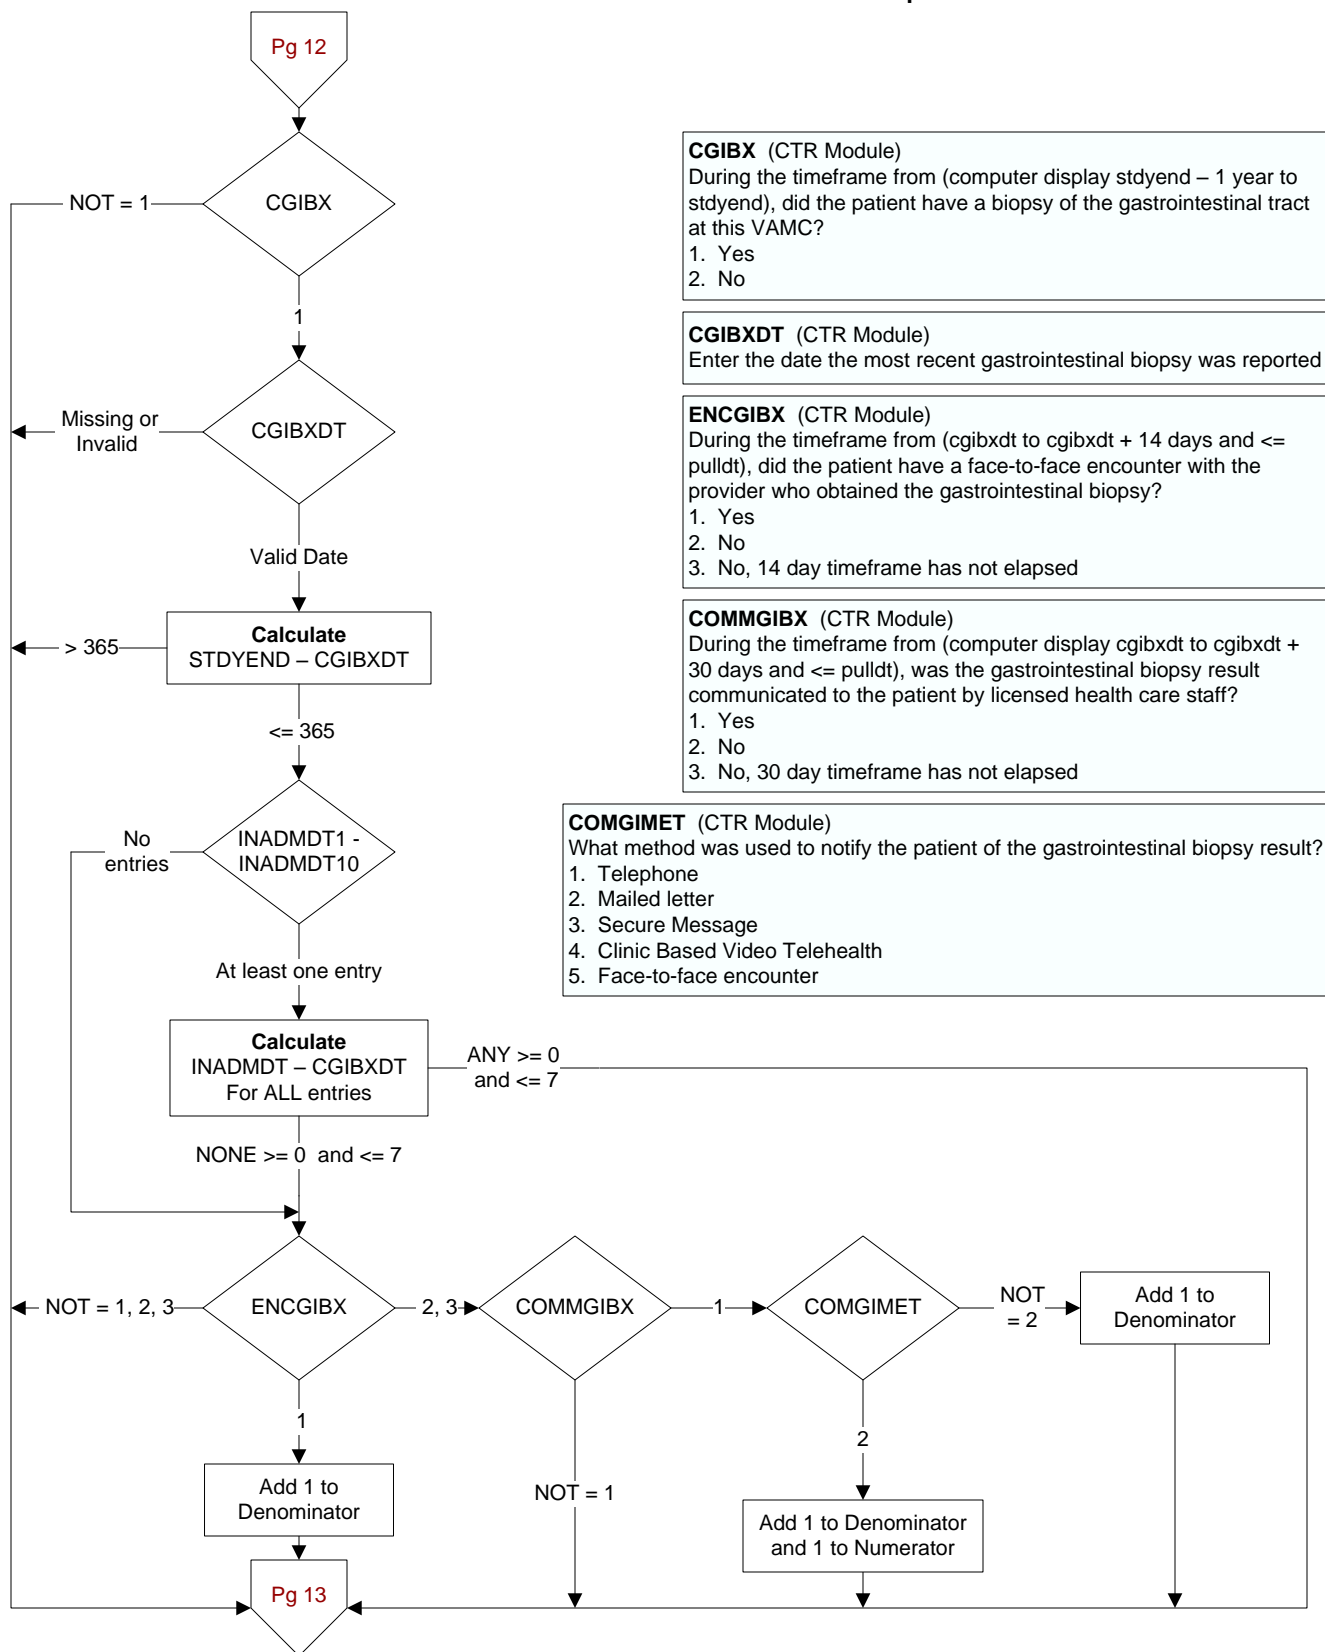 Pg 12
CGIBX
NOT = 1
1
CGIBXDT
Missing or
Invalid
Valid Date
Calculate
STDYEND – CGIBXDT
> 365
<= 365
INADMDT1 -
INADMDT10
No
entries
At least one entry
Calculate
INADMDT – CGIBXDT
For ALL entries
ANY >= 0
and <= 7
NONE >= 0 and <= 7
ENCGIBX
NOT = 1, 2, 3
2, 3
COMMGIBX
1
COMGIMET
NOT
= 2
Add 1 to
Denominator
1
2
NOT = 1
Add 1 to
Denominator
Add 1 to Denominator
and 1 to Numerator
Pg 13
CGIBX (CTR Module)
During the timeframe from (computer display stdyend – 1 year to
stdyend), did the patient have a biopsy of the gastrointestinal tract
at this VAMC?
1. Yes
2. No
CGIBXDT (CTR Module)
Enter the date the most recent gastrointestinal biopsy was reported
ENCGIBX (CTR Module)
During the timeframe from (cgibxdt to cgibxdt + 14 days and <=
pulldt), did the patient have a face-to-face encounter with the
provider who obtained the gastrointestinal biopsy?
1. Yes
2. No
3. No, 14 day timeframe has not elapsed
COMMGIBX (CTR Module)
During the timeframe from (computer display cgibxdt to cgibxdt +
30 days and <= pulldt), was the gastrointestinal biopsy result
communicated to the patient by licensed health care staff?
1. Yes
2. No
3. No, 30 day timeframe has not elapsed
COMGIMET (CTR Module)
What method was used to notify the patient of the gastrointestinal biopsy result?
1. Telephone
2. Mailed letter
3. Secure Message
4. Clinic Based Video Telehealth
5. Face-to-face encounter